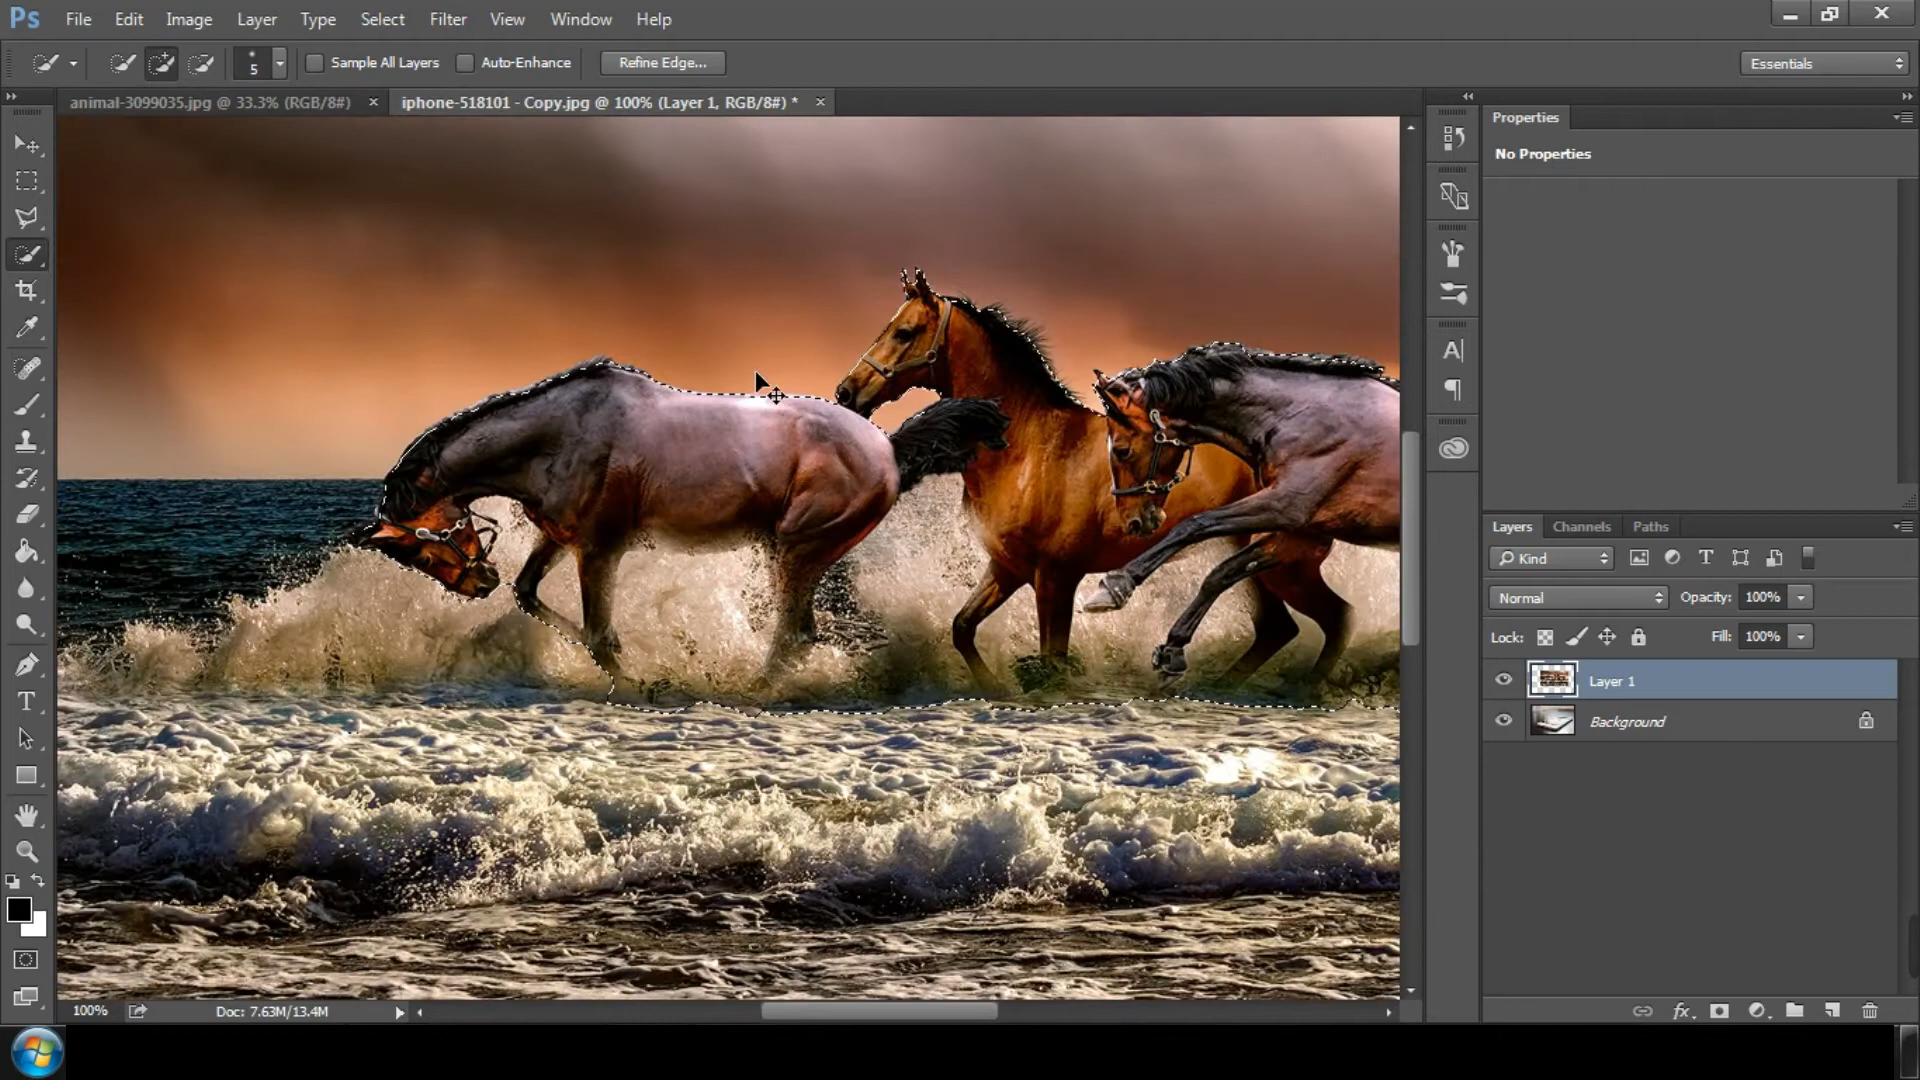 Ps File Edit Image Layer Type Select Filter View Window Help
5 Sample All Layers Auto-Enhance Refine Edge... Essentials
animal-3099035.jpg @ 33.3% (RGB/8#) × iphone-518101 - Copy.jpg @ 100% (Layer 1, RGB/8#) * ×
Properties
No Properties
Layers Channels Paths
Kind
Normal Opacity: 100%
Lock: Fill: 100%
Layer 1
Background
100% Doc: 7.63M/13.4M